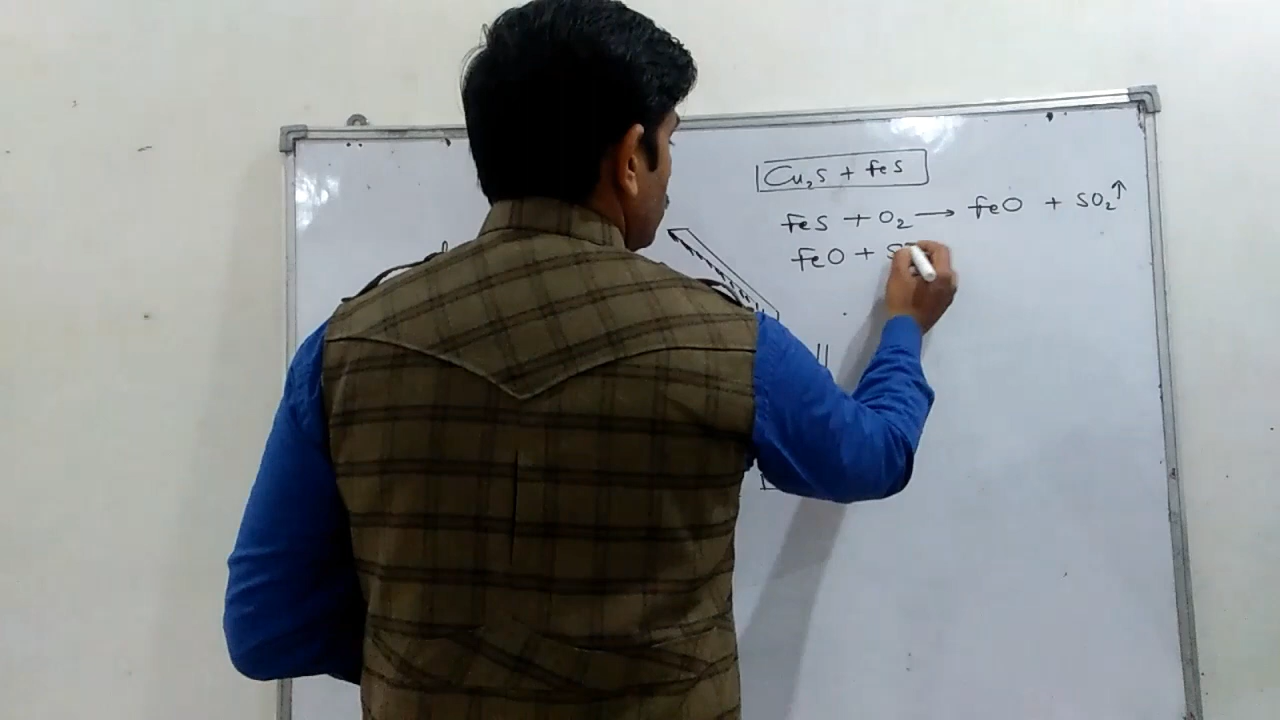 Cu₂S + feS
feS + O₂ → feO + SO₂↑
feO + S